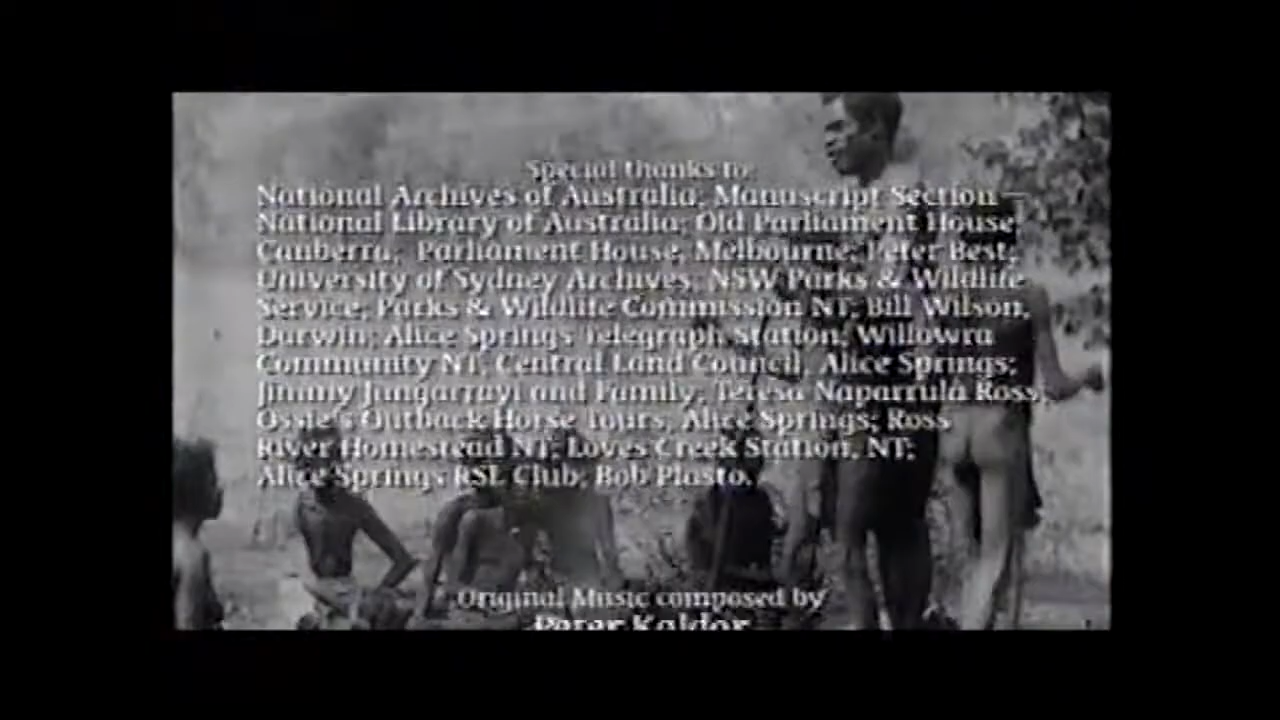 Special thanks to:
National Archives of Australia; Manuscript Section –
National Library of Australia; Old Parliament House,
Canberra; Parliament House, Melbourne; Peter Best;
University of Sydney Archives; NSW Parks & Wildlife
Service; Parks & Wildlife Commission NT; Bill Wilson,
Darwin; Alice Springs Telegraph Station; Willowra
Community NT; Central Land Council, Alice Springs;
Jimmy Jungarrayi and Family; Teresa Naparrula Ross;
Ossie's Outback Horse Tours, Alice Springs; Ross
River Homestead NT; Loves Creek Station, NT;
Alice Springs RSL Club; Bob Plasto.
Original Music composed by
Peter Kaldor